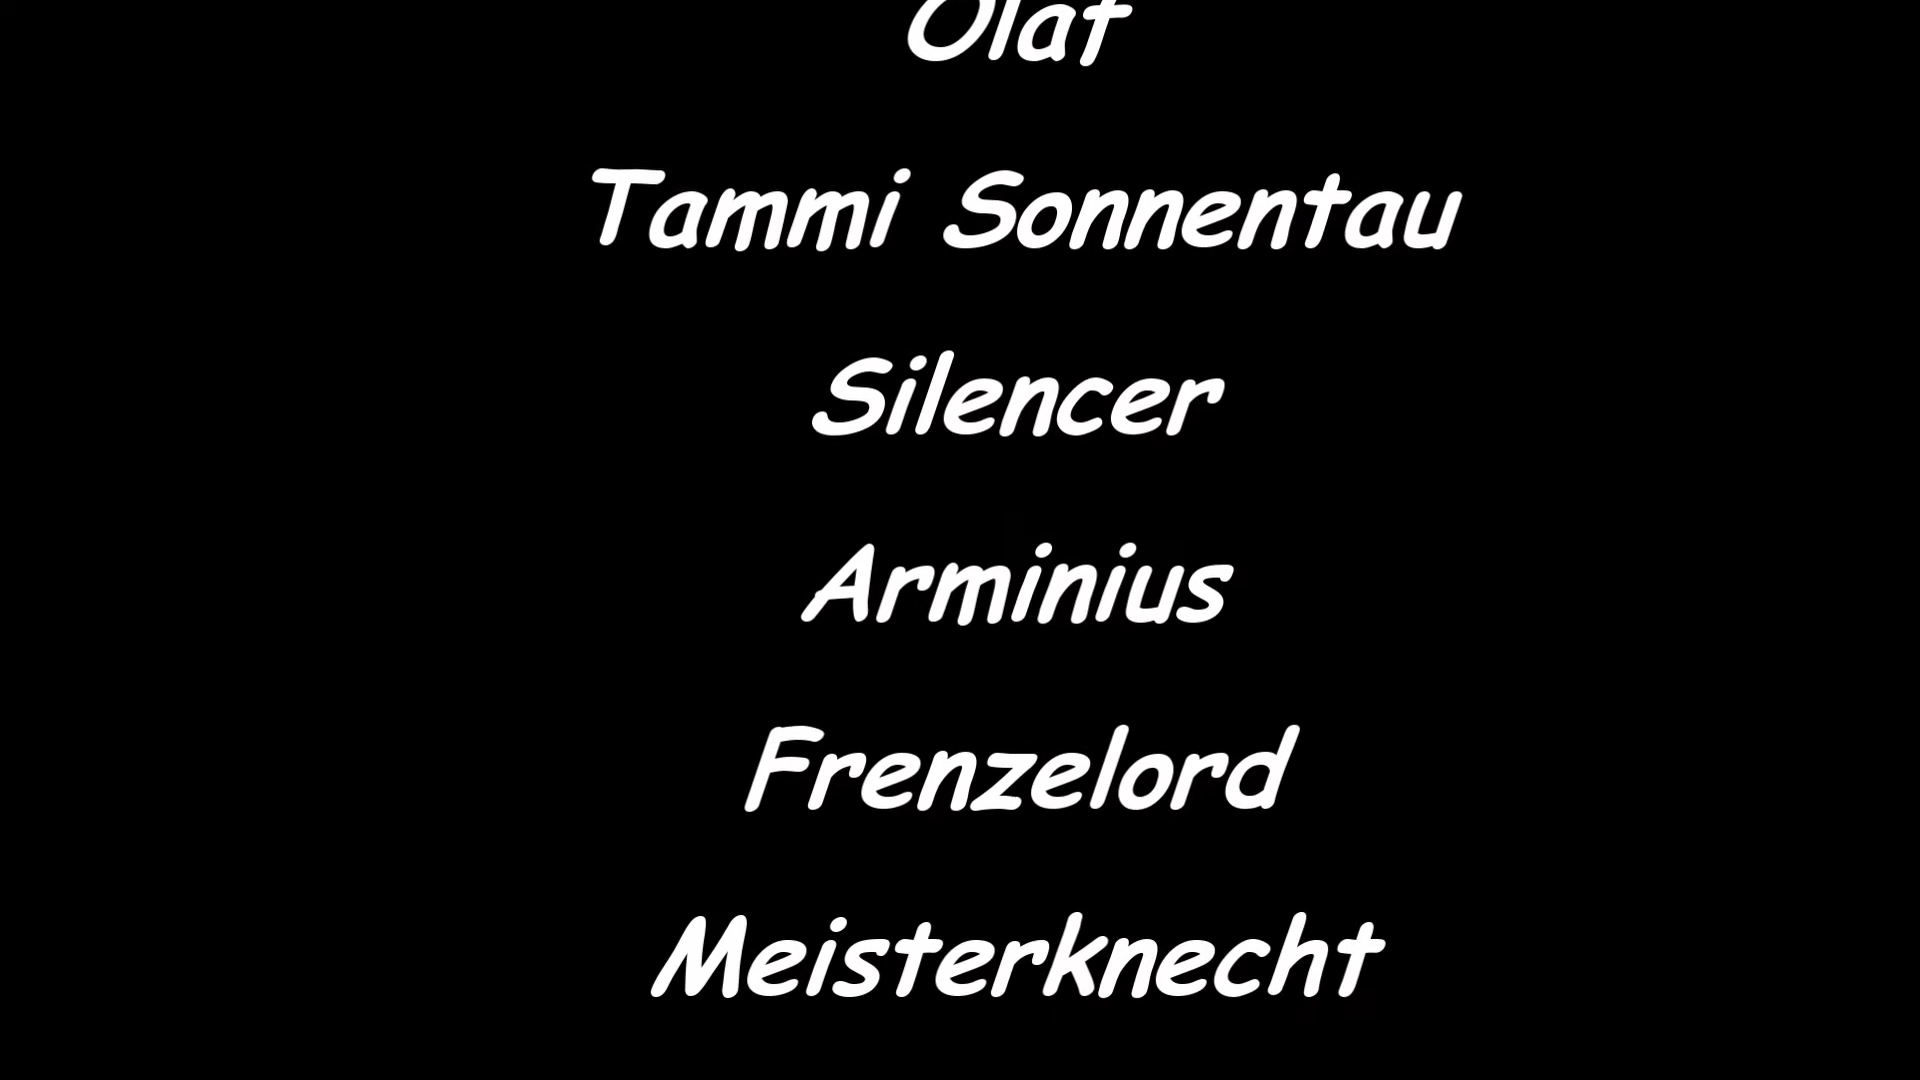 Olaf
Tammi Sonnentau
Silencer
Arminius
Frenzelord
Meisterknecht